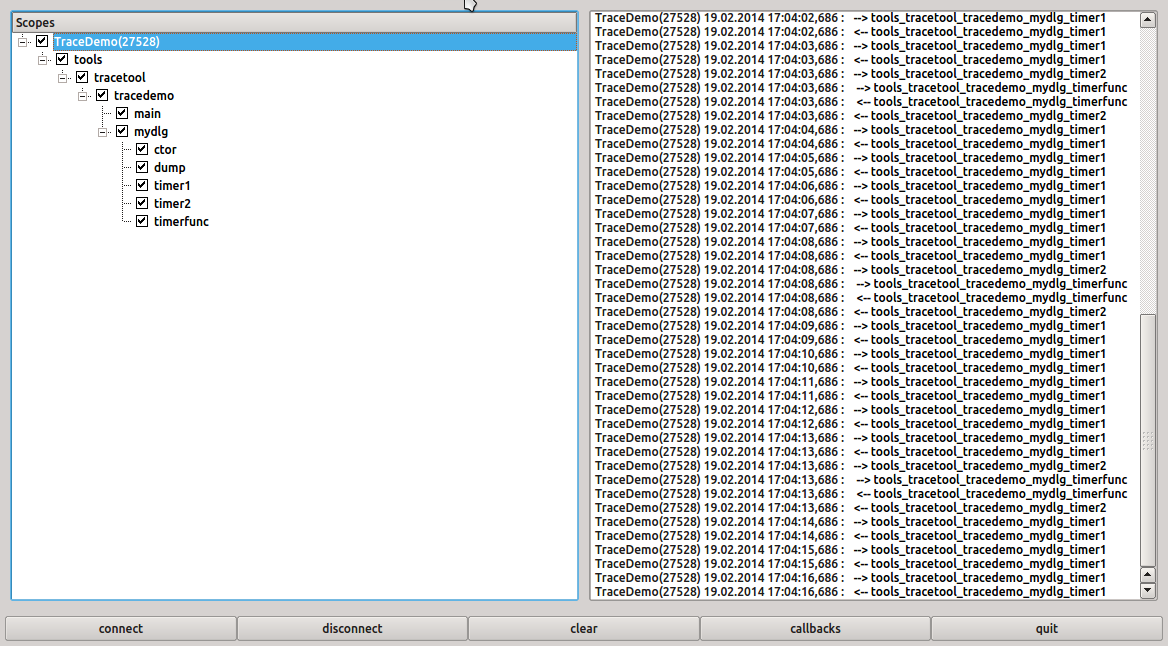 Scopes
TraceDemo(27528)
tools
tracetool
tracedemo
main
mydlg
ctor
dump
timer1
timer2
timerfunc
TraceDemo(27528) 19.02.2014 17:04:02,686 : --> tools_tracetool_tracedemo_mydlg_timer1
TraceDemo(27528) 19.02.2014 17:04:02,686 : <-- tools_tracetool_tracedemo_mydlg_timer1
TraceDemo(27528) 19.02.2014 17:04:03,686 : --> tools_tracetool_tracedemo_mydlg_timer1
TraceDemo(27528) 19.02.2014 17:04:03,686 : <-- tools_tracetool_tracedemo_mydlg_timer1
TraceDemo(27528) 19.02.2014 17:04:03,686 : --> tools_tracetool_tracedemo_mydlg_timer2
TraceDemo(27528) 19.02.2014 17:04:03,686 : --> tools_tracetool_tracedemo_mydlg_timerfunc
TraceDemo(27528) 19.02.2014 17:04:03,686 : <-- tools_tracetool_tracedemo_mydlg_timerfunc
TraceDemo(27528) 19.02.2014 17:04:03,686 : <-- tools_tracetool_tracedemo_mydlg_timer2
TraceDemo(27528) 19.02.2014 17:04:04,686 : --> tools_tracetool_tracedemo_mydlg_timer1
TraceDemo(27528) 19.02.2014 17:04:04,686 : <-- tools_tracetool_tracedemo_mydlg_timer1
TraceDemo(27528) 19.02.2014 17:04:05,686 : --> tools_tracetool_tracedemo_mydlg_timer1
TraceDemo(27528) 19.02.2014 17:04:05,686 : <-- tools_tracetool_tracedemo_mydlg_timer1
TraceDemo(27528) 19.02.2014 17:04:06,686 : --> tools_tracetool_tracedemo_mydlg_timer1
TraceDemo(27528) 19.02.2014 17:04:06,686 : <-- tools_tracetool_tracedemo_mydlg_timer1
TraceDemo(27528) 19.02.2014 17:04:07,686 : --> tools_tracetool_tracedemo_mydlg_timer1
TraceDemo(27528) 19.02.2014 17:04:07,686 : <-- tools_tracetool_tracedemo_mydlg_timer1
TraceDemo(27528) 19.02.2014 17:04:08,686 : --> tools_tracetool_tracedemo_mydlg_timer1
TraceDemo(27528) 19.02.2014 17:04:08,686 : <-- tools_tracetool_tracedemo_mydlg_timer1
TraceDemo(27528) 19.02.2014 17:04:08,686 : --> tools_tracetool_tracedemo_mydlg_timer2
TraceDemo(27528) 19.02.2014 17:04:08,686 : --> tools_tracetool_tracedemo_mydlg_timerfunc
TraceDemo(27528) 19.02.2014 17:04:08,686 : <-- tools_tracetool_tracedemo_mydlg_timerfunc
TraceDemo(27528) 19.02.2014 17:04:08,686 : <-- tools_tracetool_tracedemo_mydlg_timer2
TraceDemo(27528) 19.02.2014 17:04:09,686 : --> tools_tracetool_tracedemo_mydlg_timer1
TraceDemo(27528) 19.02.2014 17:04:09,686 : <-- tools_tracetool_tracedemo_mydlg_timer1
TraceDemo(27528) 19.02.2014 17:04:10,686 : --> tools_tracetool_tracedemo_mydlg_timer1
TraceDemo(27528) 19.02.2014 17:04:10,686 : <-- tools_tracetool_tracedemo_mydlg_timer1
TraceDemo(27528) 19.02.2014 17:04:11,686 : --> tools_tracetool_tracedemo_mydlg_timer1
TraceDemo(27528) 19.02.2014 17:04:11,686 : <-- tools_tracetool_tracedemo_mydlg_timer1
TraceDemo(27528) 19.02.2014 17:04:12,686 : --> tools_tracetool_tracedemo_mydlg_timer1
TraceDemo(27528) 19.02.2014 17:04:12,686 : <-- tools_tracetool_tracedemo_mydlg_timer1
TraceDemo(27528) 19.02.2014 17:04:13,686 : --> tools_tracetool_tracedemo_mydlg_timer1
TraceDemo(27528) 19.02.2014 17:04:13,686 : <-- tools_tracetool_tracedemo_mydlg_timer1
TraceDemo(27528) 19.02.2014 17:04:13,686 : --> tools_tracetool_tracedemo_mydlg_timer2
TraceDemo(27528) 19.02.2014 17:04:13,686 : --> tools_tracetool_tracedemo_mydlg_timerfunc
TraceDemo(27528) 19.02.2014 17:04:13,686 : <-- tools_tracetool_tracedemo_mydlg_timerfunc
TraceDemo(27528) 19.02.2014 17:04:13,686 : <-- tools_tracetool_tracedemo_mydlg_timer2
TraceDemo(27528) 19.02.2014 17:04:14,686 : --> tools_tracetool_tracedemo_mydlg_timer1
TraceDemo(27528) 19.02.2014 17:04:14,686 : <-- tools_tracetool_tracedemo_mydlg_timer1
TraceDemo(27528) 19.02.2014 17:04:15,686 : --> tools_tracetool_tracedemo_mydlg_timer1
TraceDemo(27528) 19.02.2014 17:04:15,686 : <-- tools_tracetool_tracedemo_mydlg_timer1
TraceDemo(27528) 19.02.2014 17:04:16,686 : --> tools_tracetool_tracedemo_mydlg_timer1
TraceDemo(27528) 19.02.2014 17:04:16,686 : <-- tools_tracetool_tracedemo_mydlg_timer1
connect
disconnect
clear
callbacks
quit